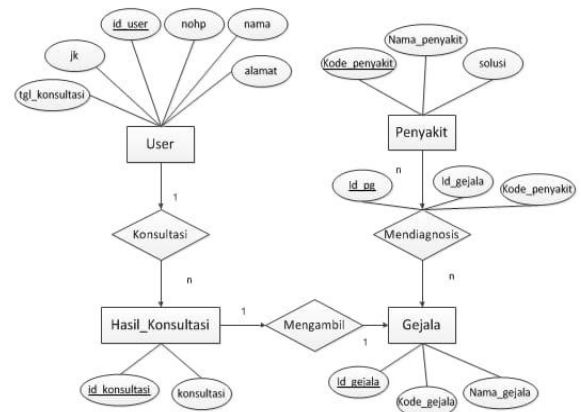 id_user
nohp
nama
jk
alamat
tgl_konsultasi
User
Nama_penyakit
Kode_penyakit
solusi
Penyakit
1
n
Id_pg
Id_gejala
Kode_penyakit
Konsultasi
Mendiagnosis
n
n
Hasil_Konsultasi
1
Mengambil
1
Gejala
id_konsultasi
konsultasi
Id_gejala
Kode_gejala
Nama_gejala